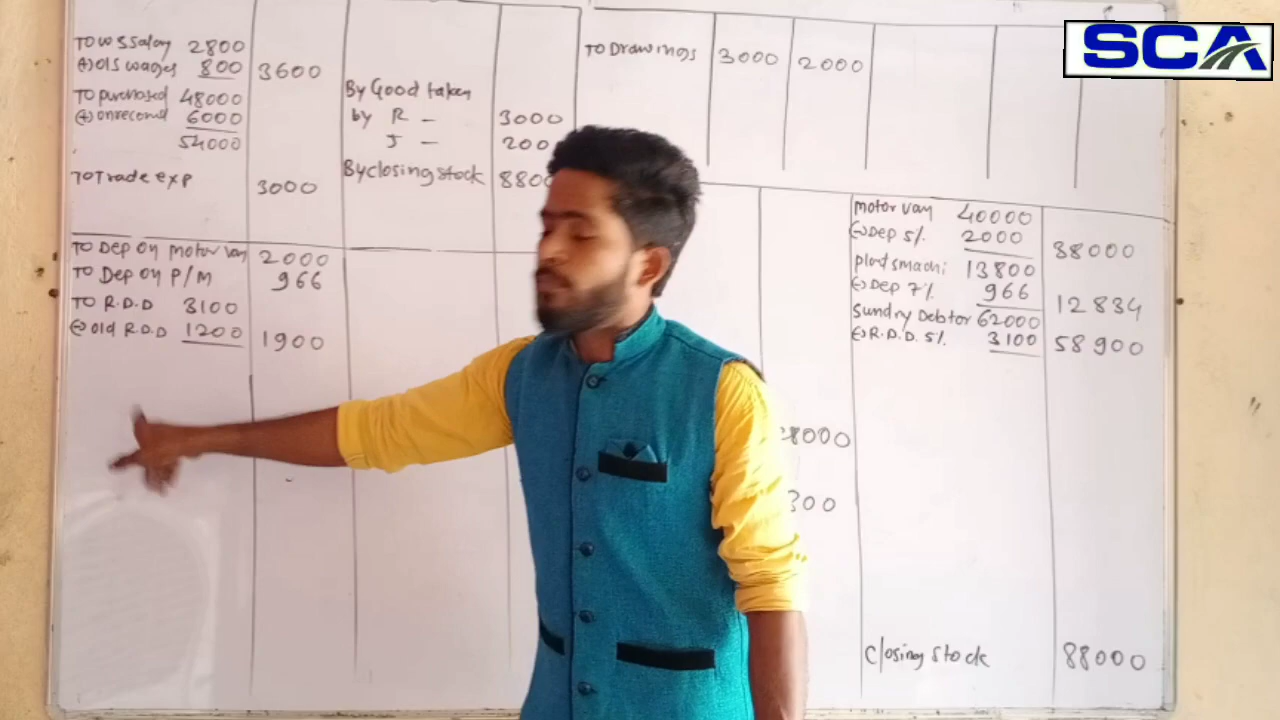 SCA
To w & salary 2800
(+) O/S wages 800 3600
To purchased 48000
(+) onrecond 6000
54000
To Trade exp 3000
By Good taken
by R - 3000
J - 200
By closing stock 880
To Drawings 3000 2000
To Dep on motor van 2000
To Dep on P/M 966
To R.D.D 3100
(-) old R.D.D 1200 1900
8000
300
motor van 40000
(-) Dep 5% 2000 38000
plant smachi 13800
(-) Dep 7% 966 12834
Sundry Debtor 62000
(-) R.D.D. 5% 3100 58900
closing stock 88000